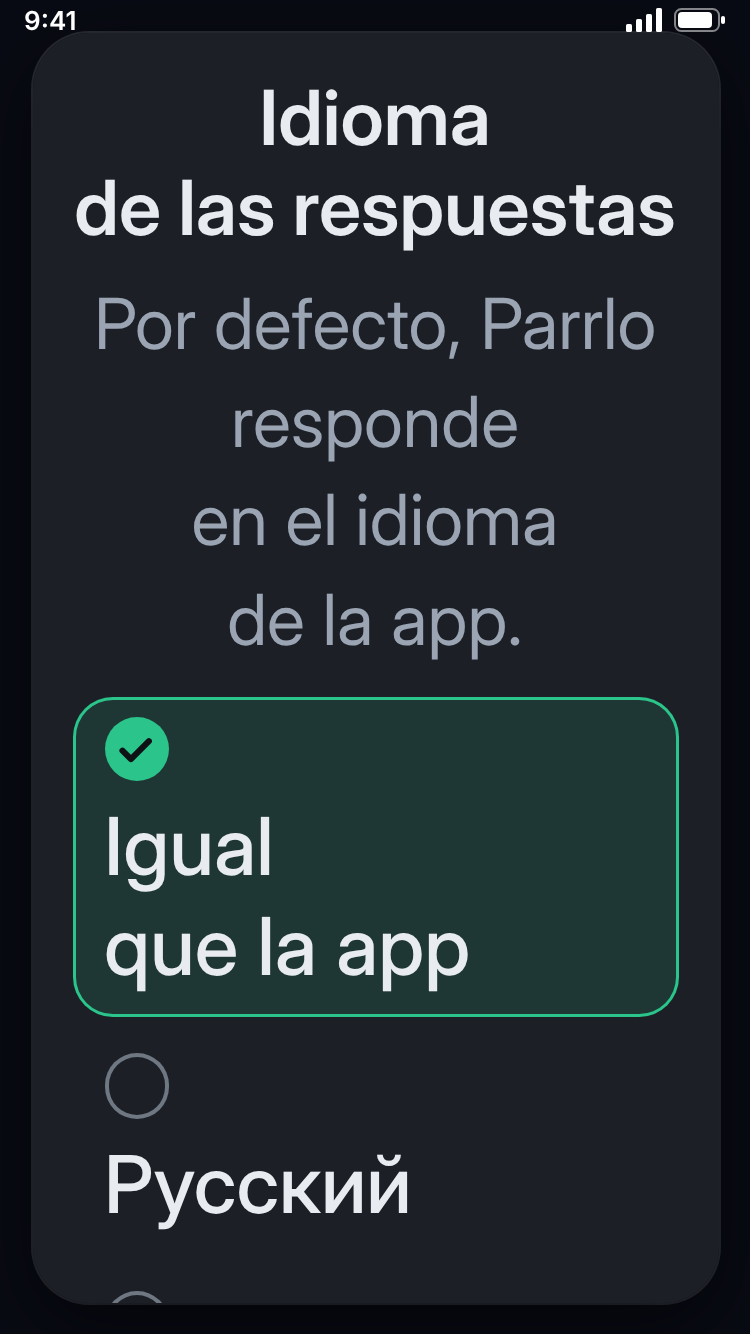 9:41
Idioma
de las respuestas
Por defecto, Parrlo
responde
en el idioma
de la app.
Igual
que la app
Русский